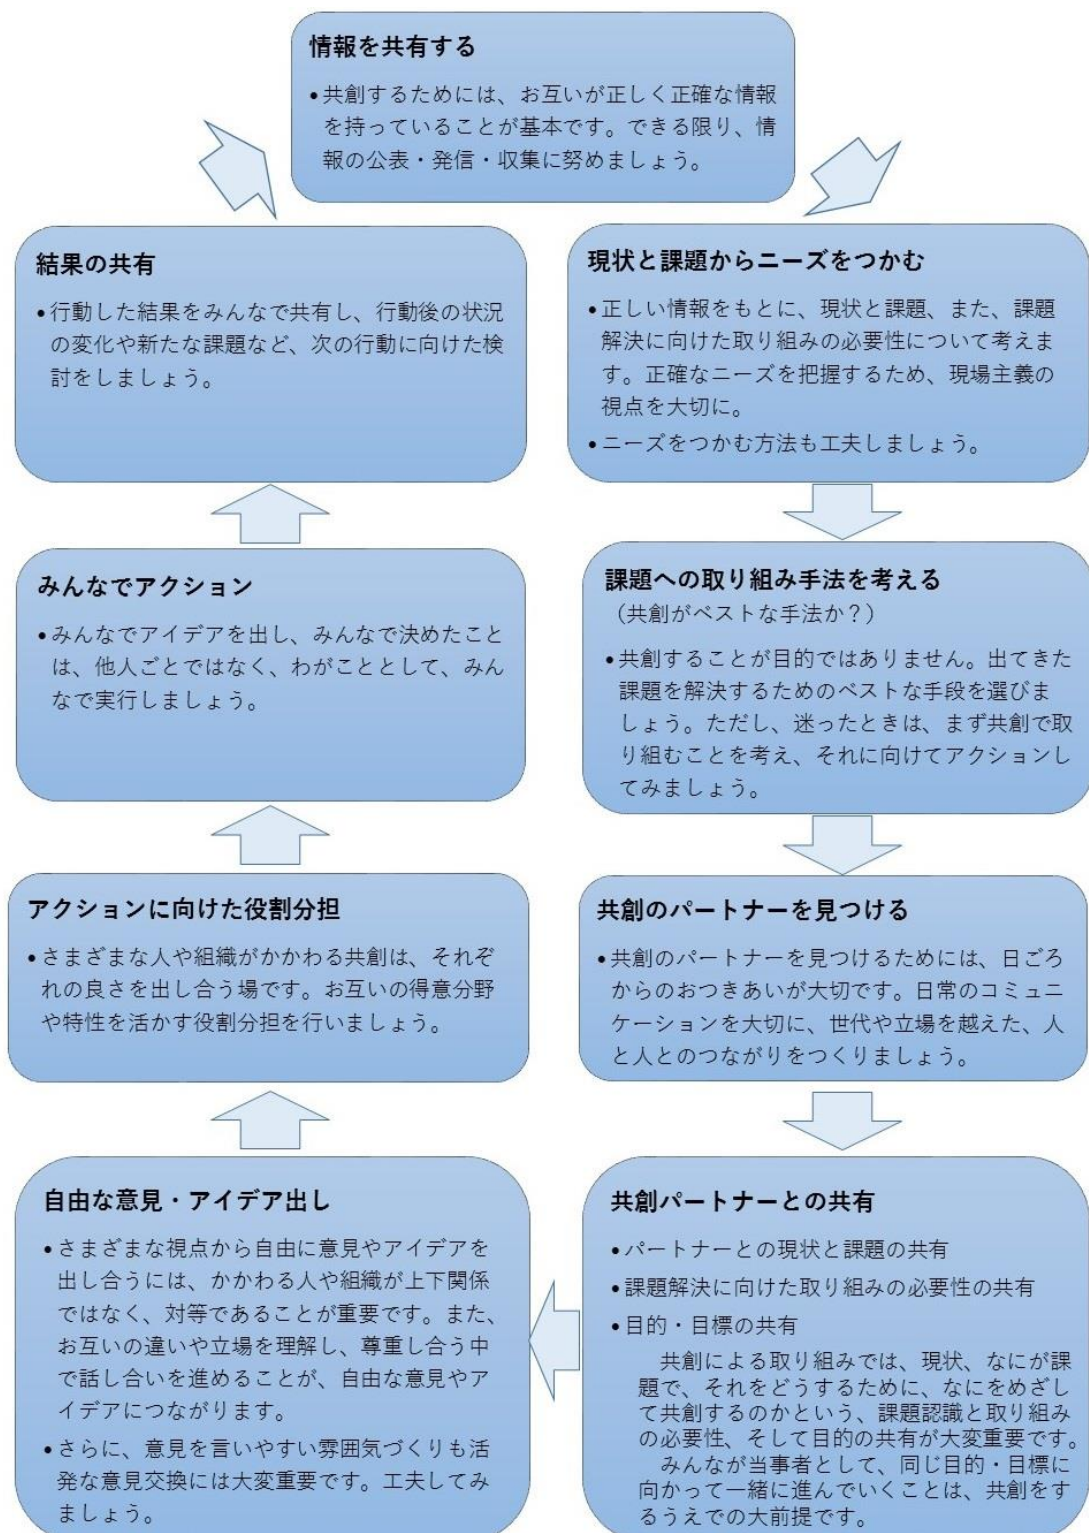 情報を共有する
•共創するためには、お互いが正しく正確な情報
を持っていることが基本です。できる限り、情
報の公表・発信・収集に努めましょう。
現状と課題からニーズをつかむ
•正しい情報をもとに、現状と課題、また、課題
解決に向けた取り組みの必要性について考えま
す。正確なニーズを把握するため、現場主義の
視点を大切に。
•ニーズをつかむ方法も工夫しましょう。
課題への取り組み手法を考える
（共創がベストな手法か？）
•共創することが目的ではありません。出てきた
課題を解決するためのベストな手段を選びま
しょう。ただし、迷ったときは、まず共創で取
り組むことを考え、それに向けてアクションし
てみましょう。
共創のパートナーを見つける
•共創のパートナーを見つけるためには、日ごろ
からのおつきあいが大切です。日常のコミュニ
ケーションを大切に、世代や立場を越えた、人
と人とのつながりをつくりましょう。
共創パートナーとの共有
•パートナーとの現状と課題の共有
•課題解決に向けた取り組みの必要性の共有
•目的・目標の共有
共創による取り組みでは、現状、なにが課
題で、それをどうするために、なにをめざし
て共創するのかという、課題認識と取り組み
の必要性、そして目的の共有が大変重要です。
みんなが当事者として、同じ目的・目標に
向かって一緒に進んでいくことは、共創をす
るうえでの大前提です。
自由な意見・アイデア出し
•さまざまな視点から自由に意見やアイデアを
出し合うには、かかわる人や組織が上下関係
ではなく、対等であることが重要です。また、
お互いの違いや立場を理解し、尊重し合う中
で話し合いを進めることが、自由な意見やア
イデアにつながります。
•さらに、意見を言いやすい雰囲気づくりも活
発な意見交換には大変重要です。工夫してみ
ましょう。
アクションに向けた役割分担
•さまざまな人や組織がかかわる共創は、それぞ
れの良さを出し合う場です。お互いの得意分野
や特性を活かす役割分担を行いましょう。
みんなでアクション
•みんなでアイデアを出し、みんなで決めたこと
は、他人ごとではなく、わがこととして、みん
なで実行しましょう。
結果の共有
•行動した結果をみんなで共有し、行動後の状況
の変化や新たな課題など、次の行動に向けた検
討をしましょう。